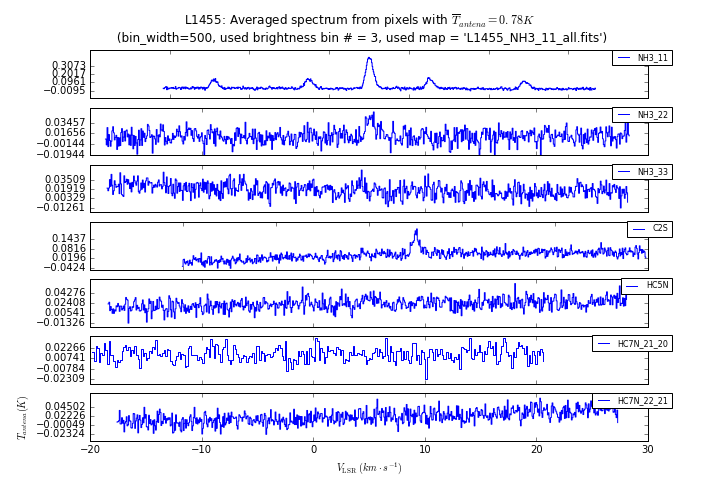 L1455: Averaged spectrum from pixels with T̅_antena = 0.78K
(bin_width=500, used brightness bin # = 3, used map = 'L1455_NH3_11_all.fits')
NH3_11
0.3073
0.2017
0.0961
−0.0095
NH3_22
0.03457
0.01656
−0.00144
−0.01944
NH3_33
0.03509
0.01919
0.00329
−0.01261
C2S
0.1437
0.0816
0.0196
−0.0424
HC5N
0.04276
0.02408
0.00541
−0.01326
HC7N_21_20
0.02266
0.00741
−0.00784
−0.02309
HC7N_22_21
0.04502
0.02226
−0.00049
−0.02324
T_antena(K)
−20 −10 0 10 20 30
V_LSR (km · s⁻¹)